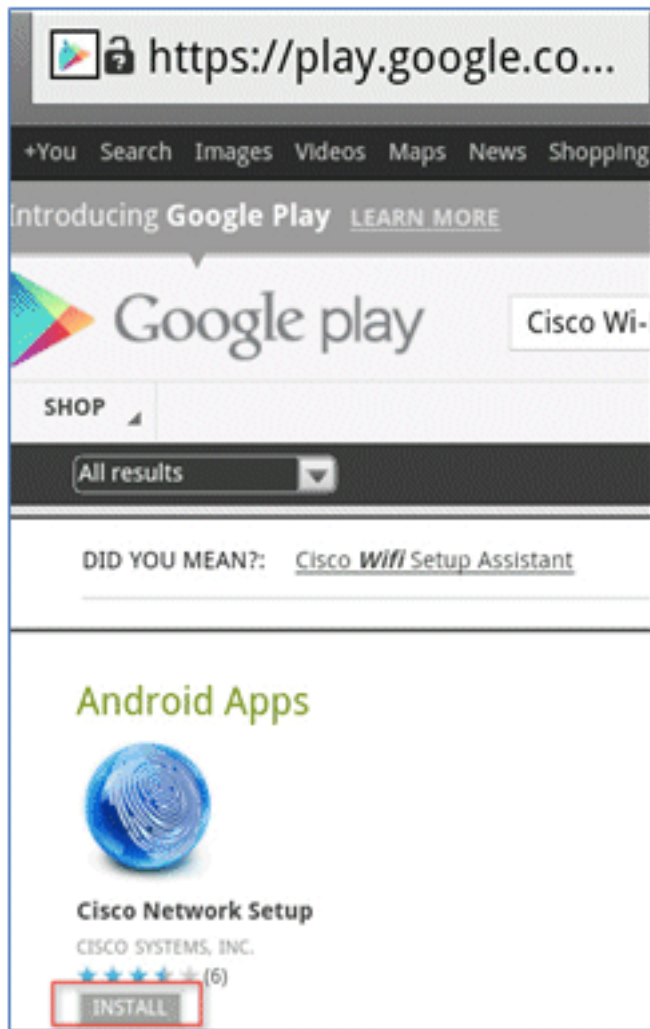 https://play.google.co...
+You Search Images Videos Maps News Shopping
Introducing Google Play LEARN MORE
Google play
Cisco Wi-
SHOP
All results
DID YOU MEAN?: Cisco Wifi Setup Assistant
Android Apps
Cisco Network Setup
CISCO SYSTEMS, INC.
(6)
INSTALL